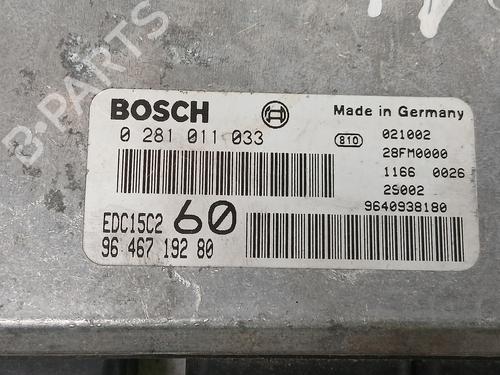 B-PARTS
BOSCH
Made in Germany
0 281 011 033
810
021002
28FM0000
1166 0026
2S002
9640938180
EDC15C2 60
96 467 192 80